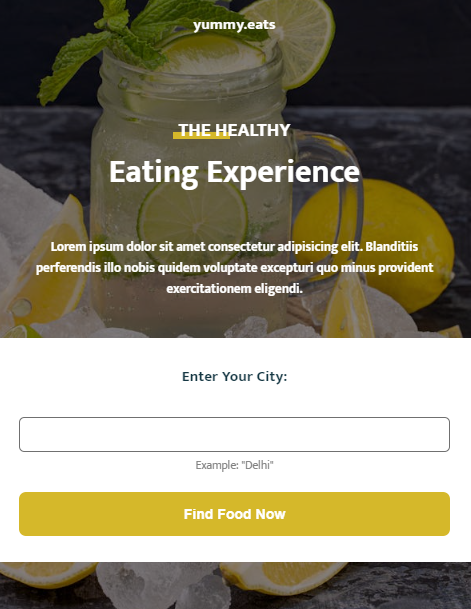 yummy.eats
THE HEALTHY
Eating Experience
Lorem ipsum dolor sit amet consectetur adipisicing elit. Blanditiis
perferendis illo nobis quidem voluptate excepturi quo minus provident
exercitationem eligendi.
Enter Your City:
Example: "Delhi"
Find Food Now